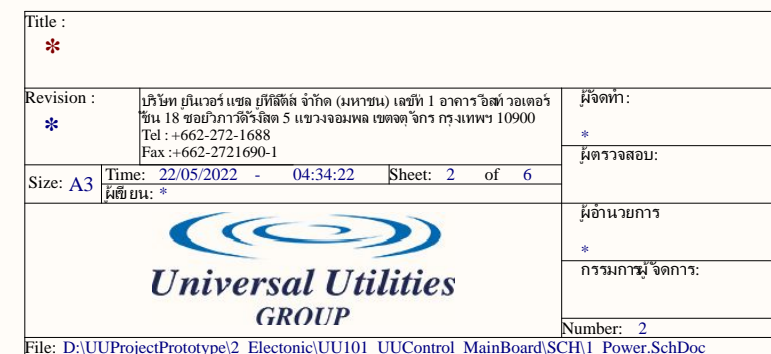 Title :
*
Revision :
*
บริษัท ยูนิเวอร์แซล ยูทีลิตีส์ จำกัด (มหาชน) เลขที่ 1 อาคาร อีสท์ วอเตอร์
ชั้น 18 ซอยวิภาวดีรังสิต 5 แขวงจอมพล เขตจตุจักร กรุงเทพฯ 10900
Tel : +662-272-1688
Fax :+662-2721690-1
ผู้จัดทำ:
*
ผู้ตรวจสอบ:
Size: A3
Time: 22/05/2022 - 04:34:22 Sheet: 2 of 6
ผู้เขียน: *
Universal Utilities
GROUP
ผู้อำนวยการ
*
กรรมการผู้จัดการ:
Number: 2
File: D:\UUProjectPrototype\2_Electonic\UU101_UUControl_MainBoard\SCH\1_Power.SchDoc